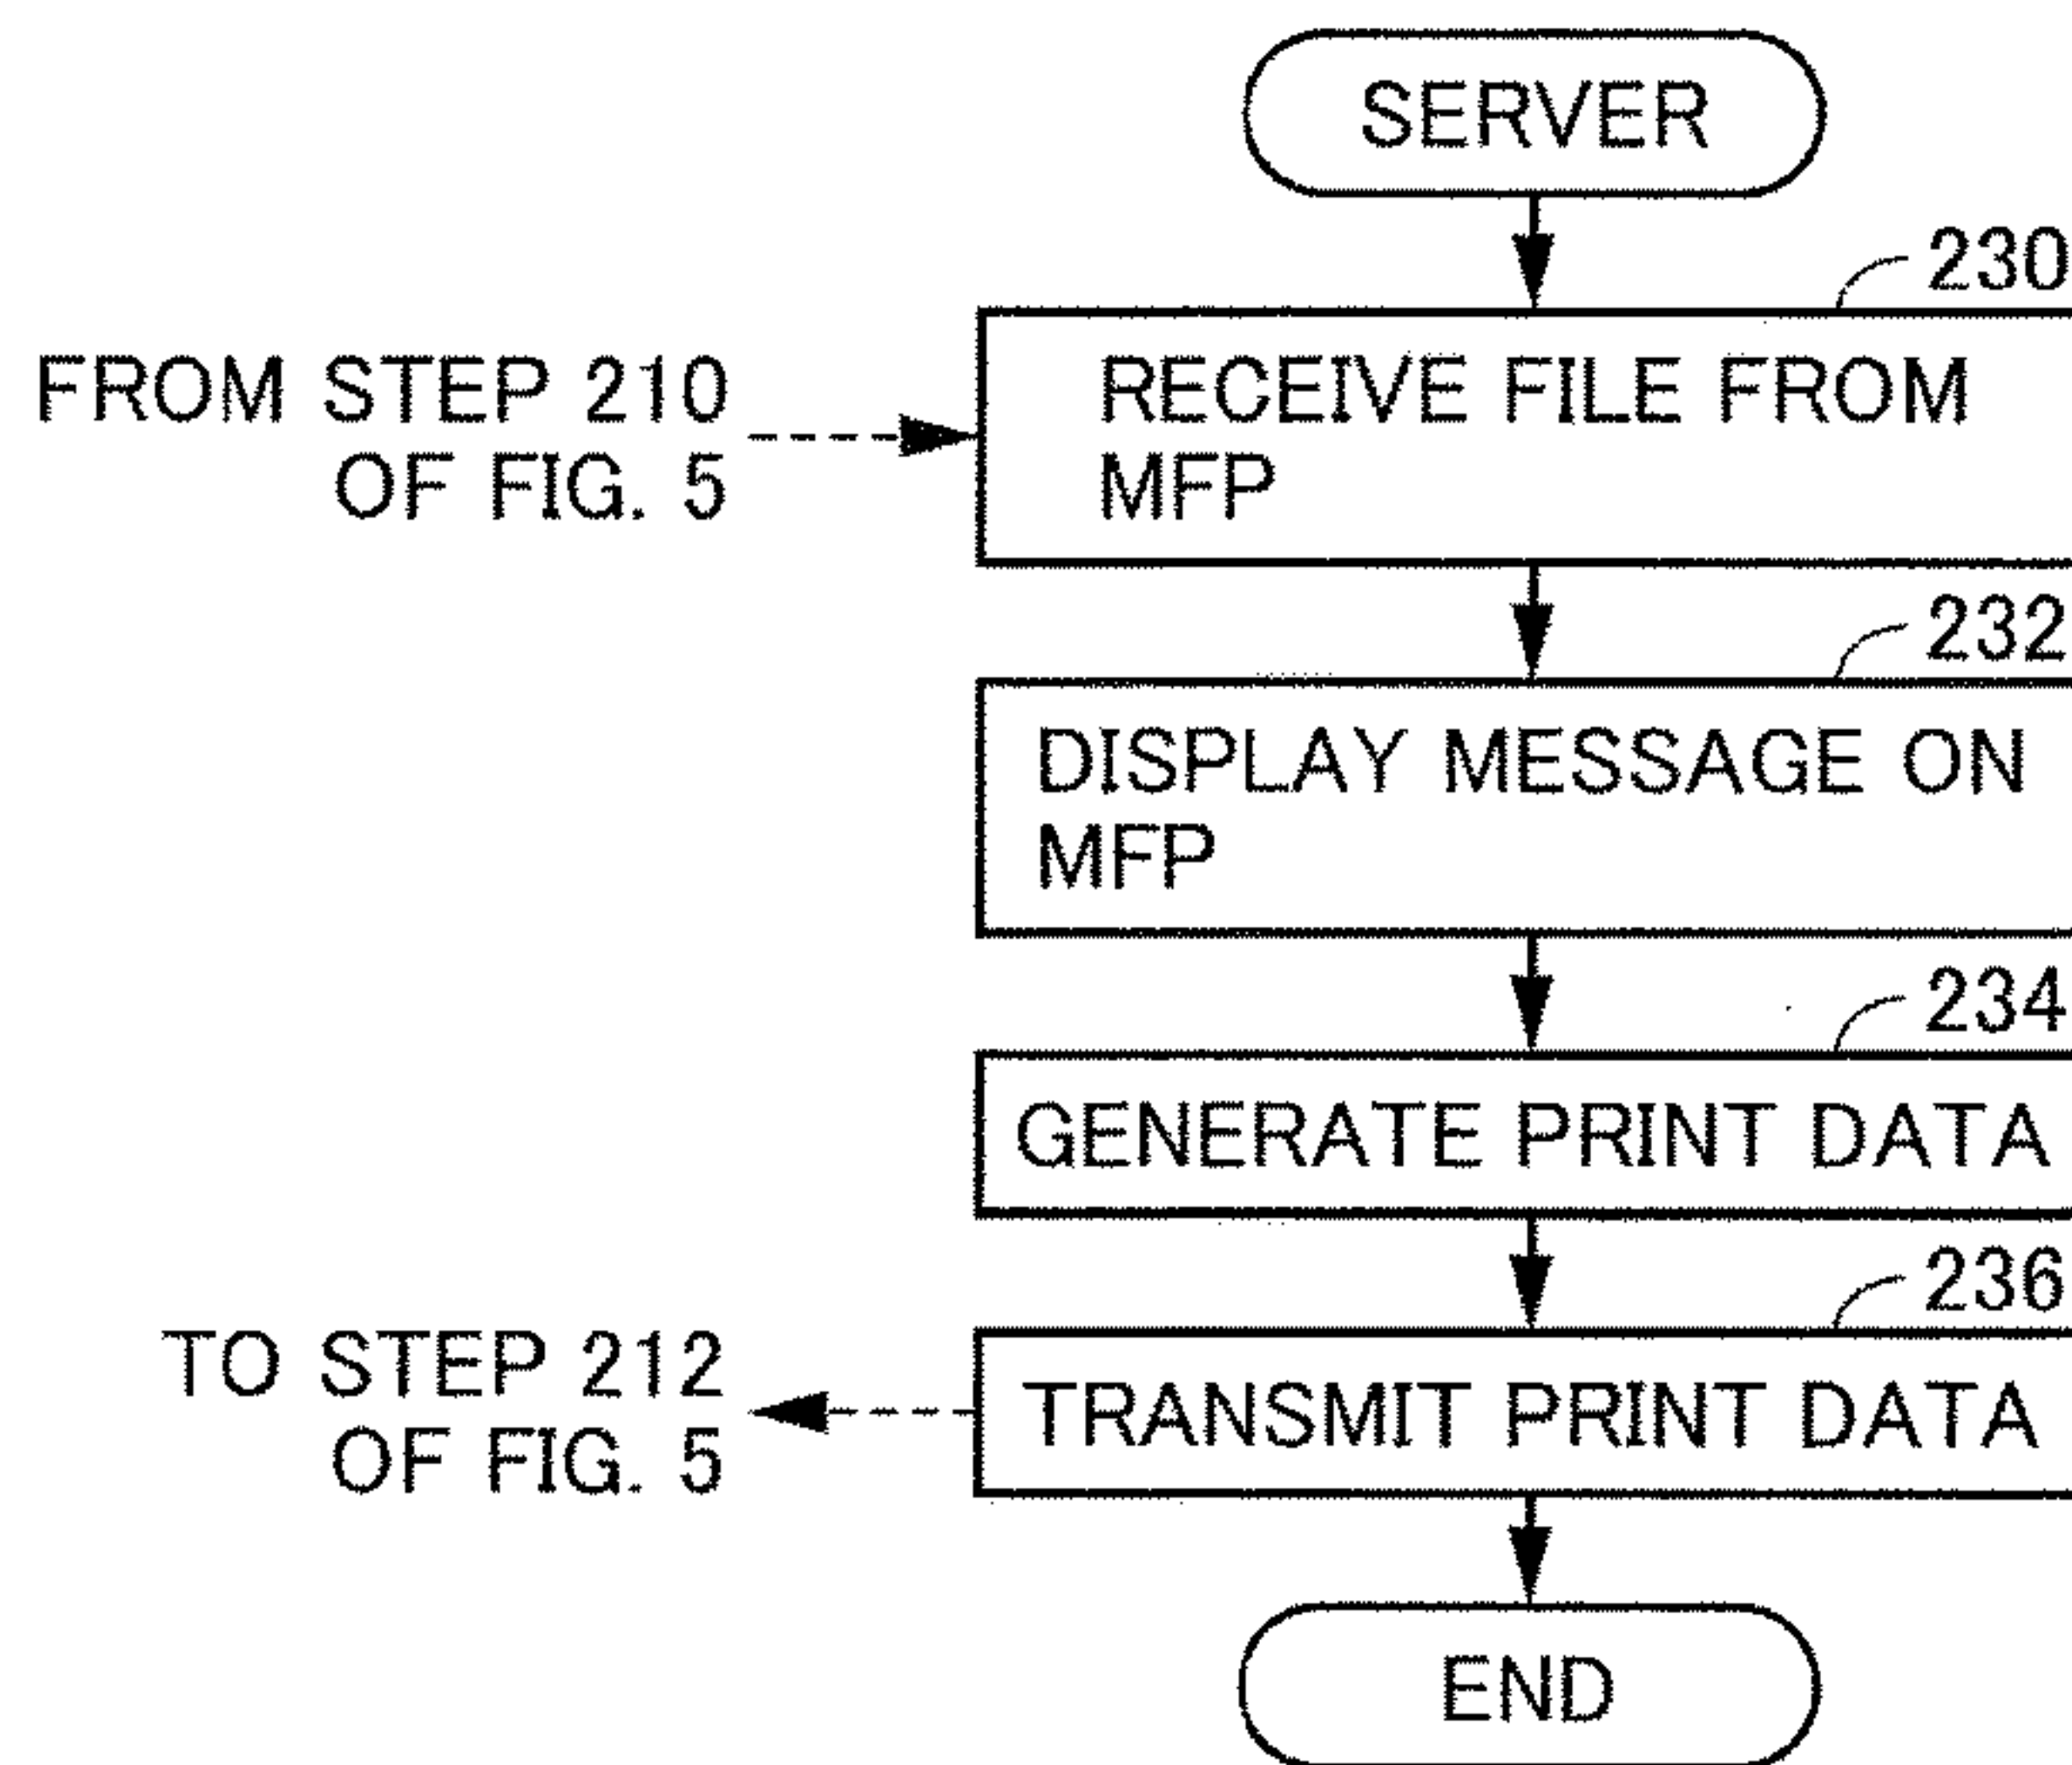 SERVER
230
FROM STEP 210
OF FIG. 5
RECEIVE FILE FROM
MFP
232
DISPLAY MESSAGE ON
MFP
234
GENERATE PRINT DATA
236
TO STEP 212
OF FIG. 5
TRANSMIT PRINT DATA
END